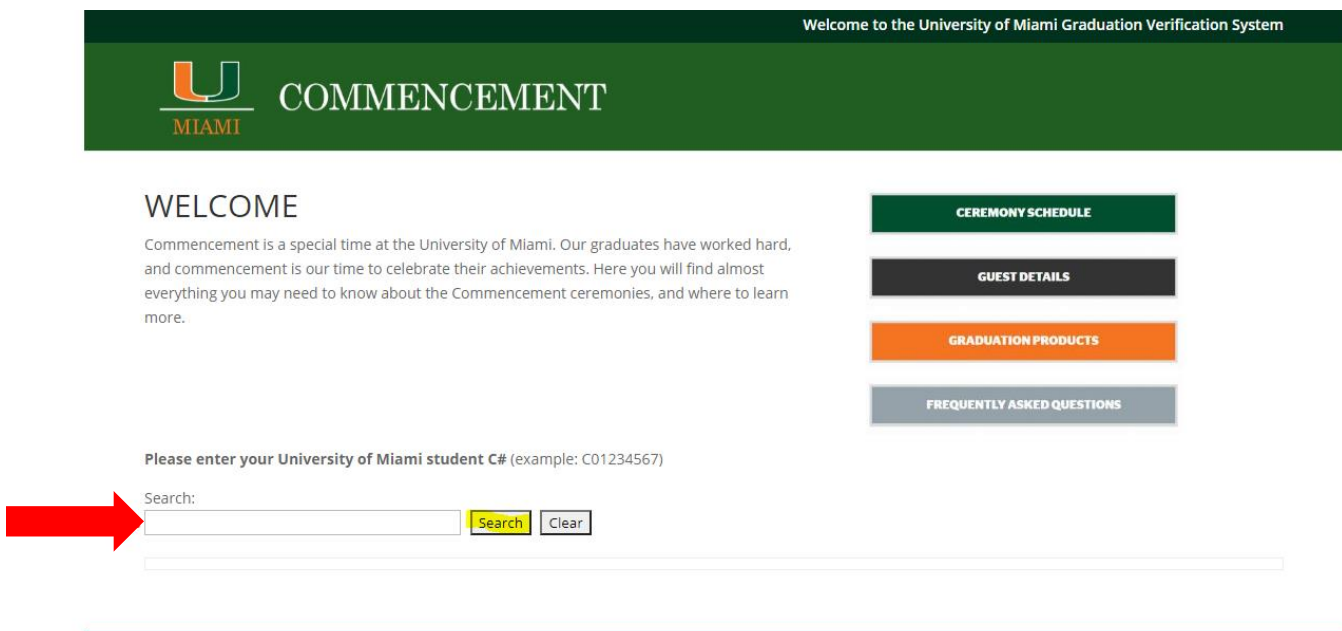 Welcome to the University of Miami Graduation Verification System
MIAMI
COMMENCEMENT
WELCOME
Commencement is a special time at the University of Miami. Our graduates have worked hard,
and commencement is our time to celebrate their achievements. Here you will find almost
everything you may need to know about the Commencement ceremonies, and where to learn
more.
CEREMONY SCHEDULE
GUEST DETAILS
GRADUATION PRODUCTS
FREQUENTLY ASKED QUESTIONS
Please enter your University of Miami student C# (example: C01234567)
Search:
Search Clear